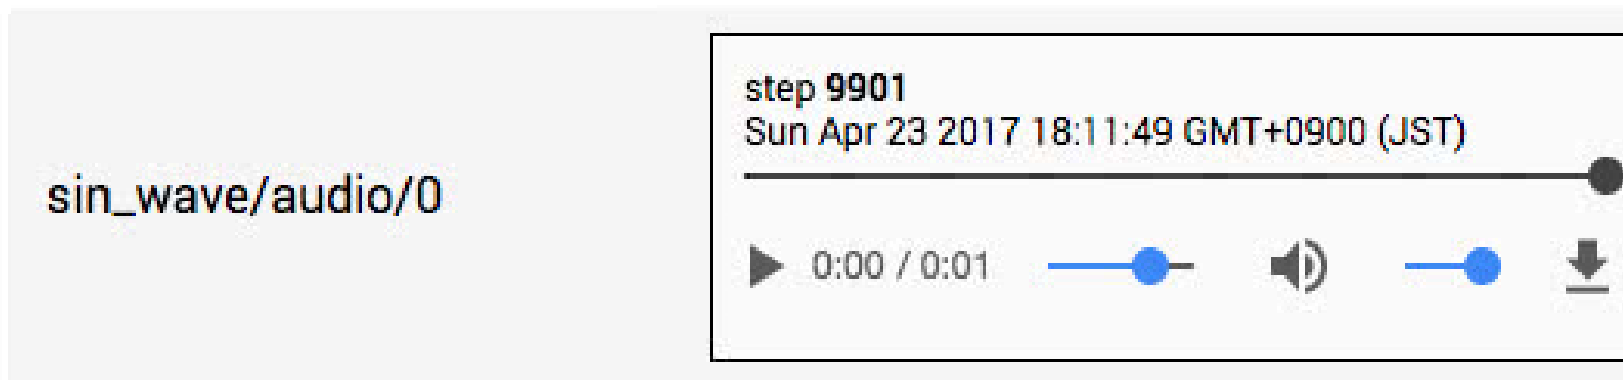 sin_wave/audio/0
step 9901
Sun Apr 23 2017 18:11:49 GMT+0900 (JST)
0:00 / 0:01